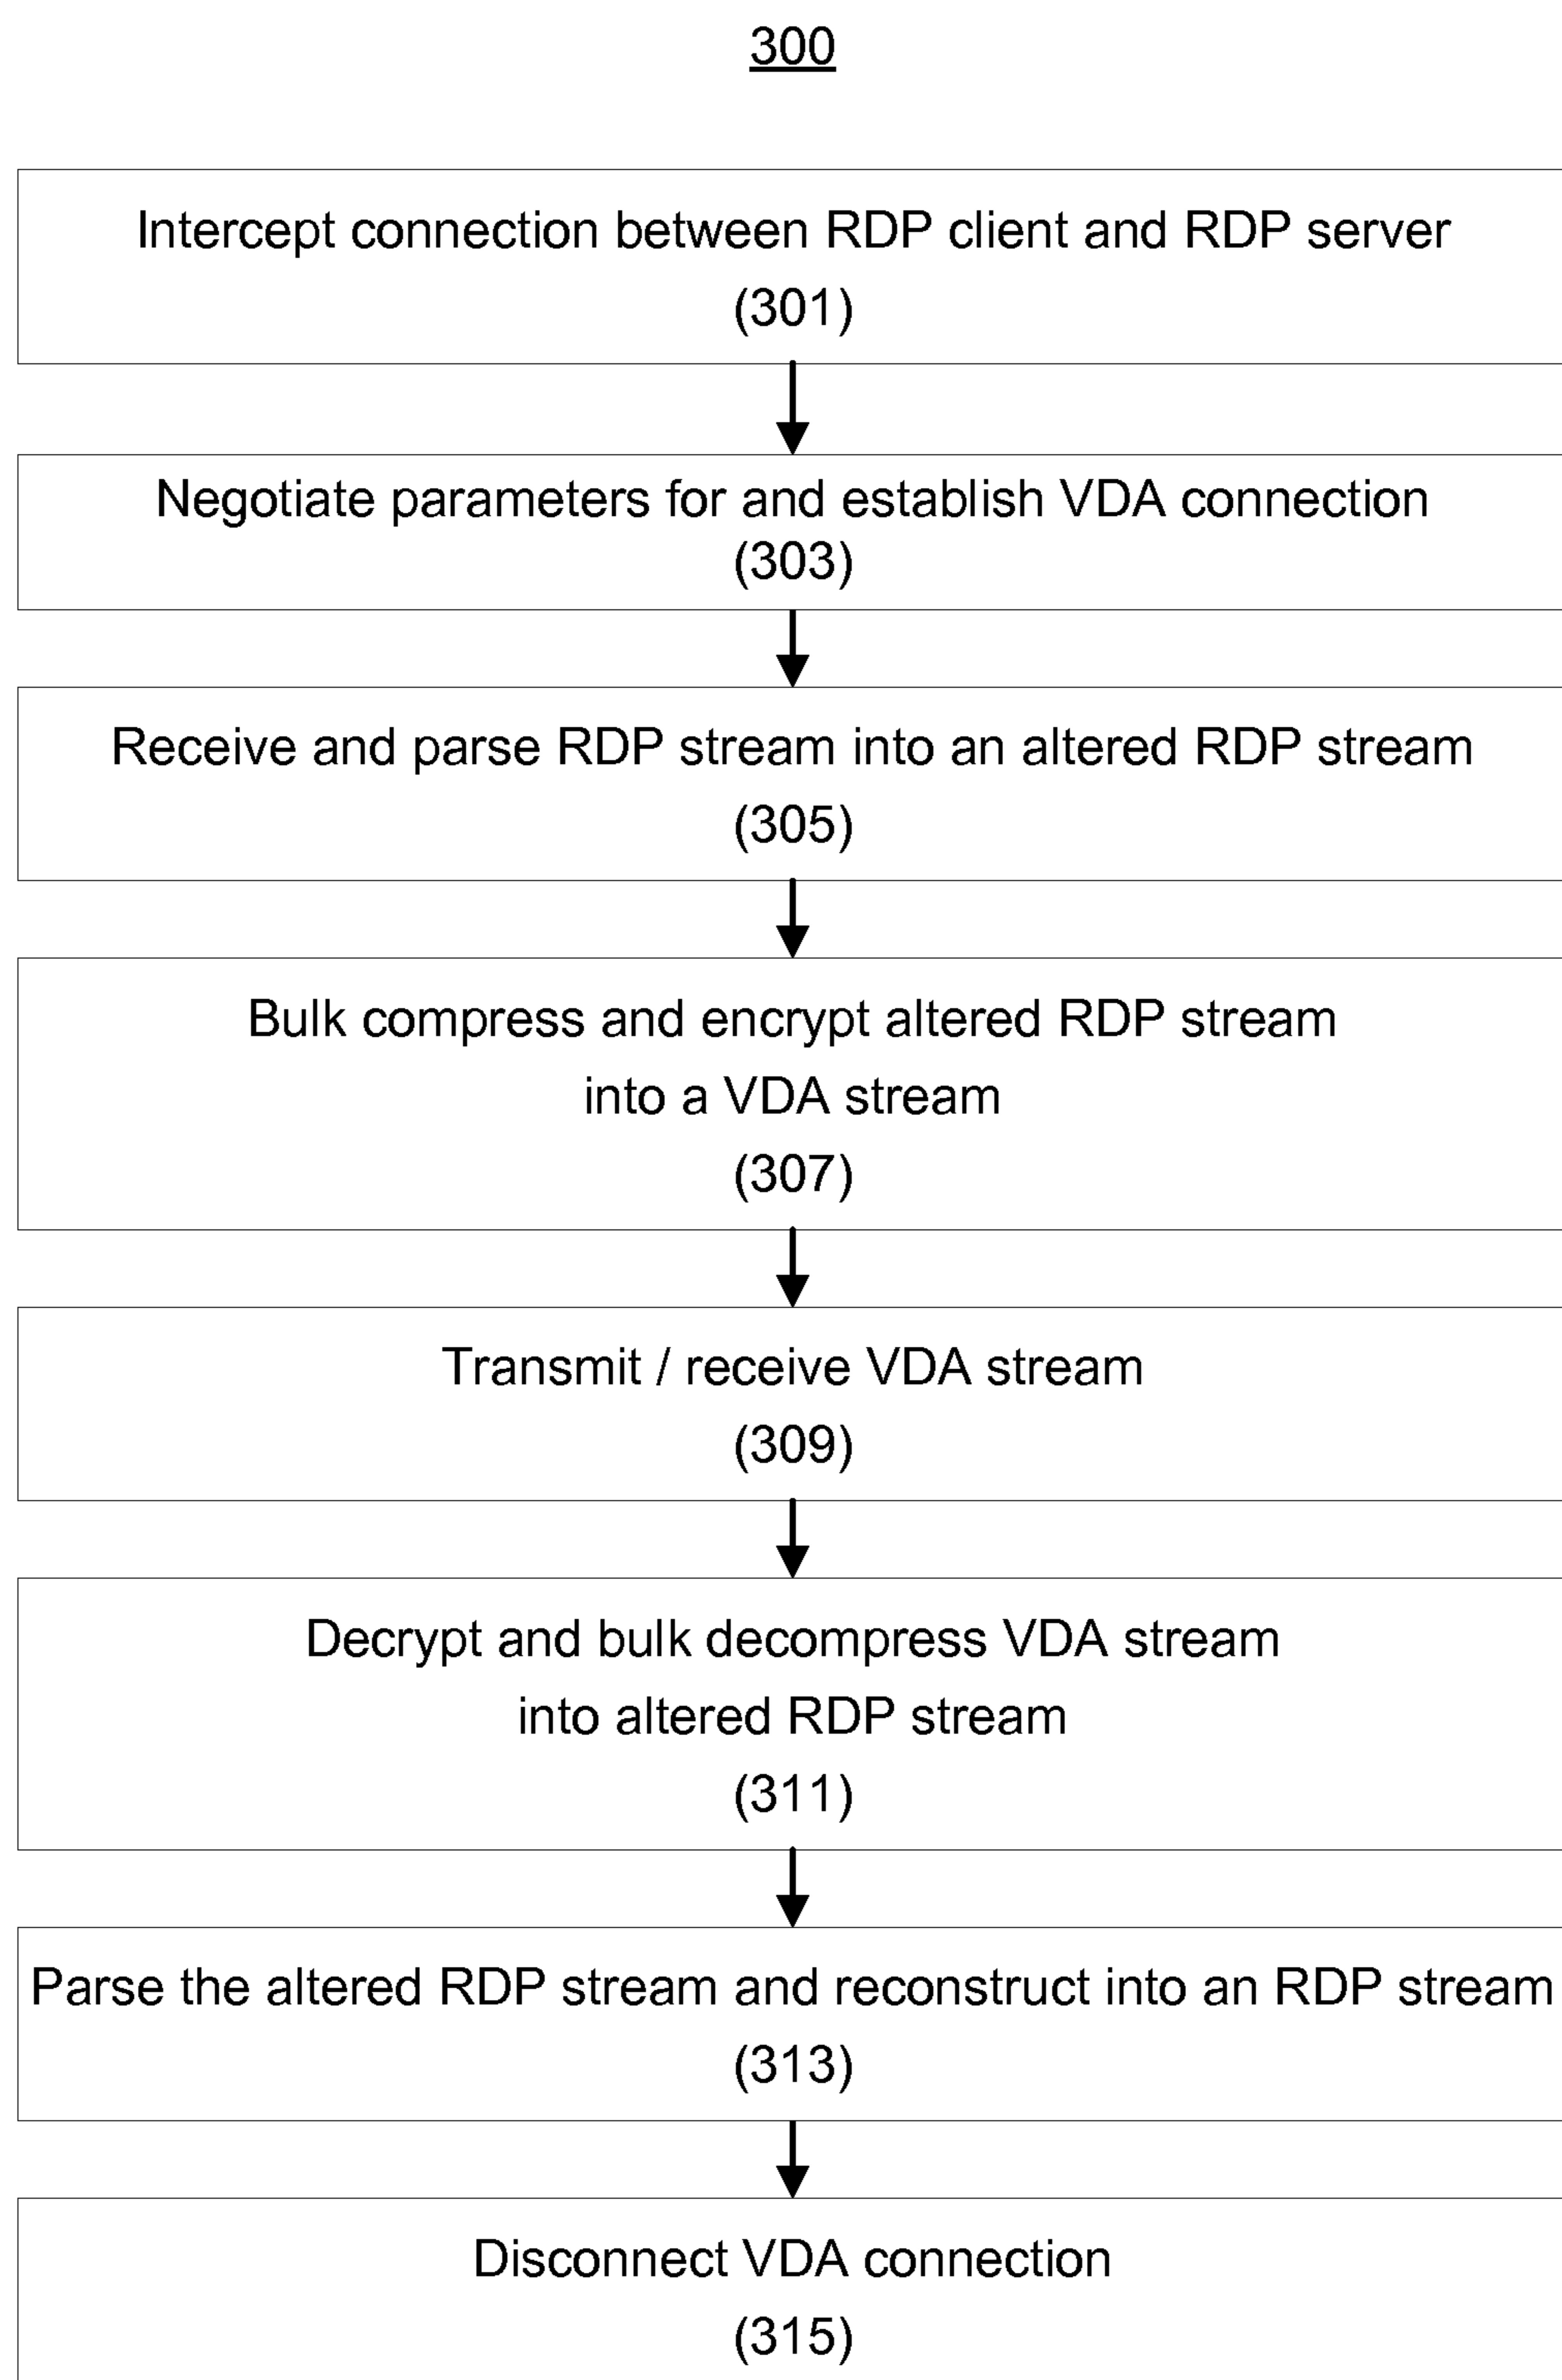 300
Intercept connection between RDP client and RDP server
(301)
Negotiate parameters for and establish VDA connection
(303)
Receive and parse RDP stream into an altered RDP stream
(305)
Bulk compress and encrypt altered RDP stream
into a VDA stream
(307)
Transmit / receive VDA stream
(309)
Decrypt and bulk decompress VDA stream
into altered RDP stream
(311)
Parse the altered RDP stream and reconstruct into an RDP stream
(313)
Disconnect VDA connection
(315)